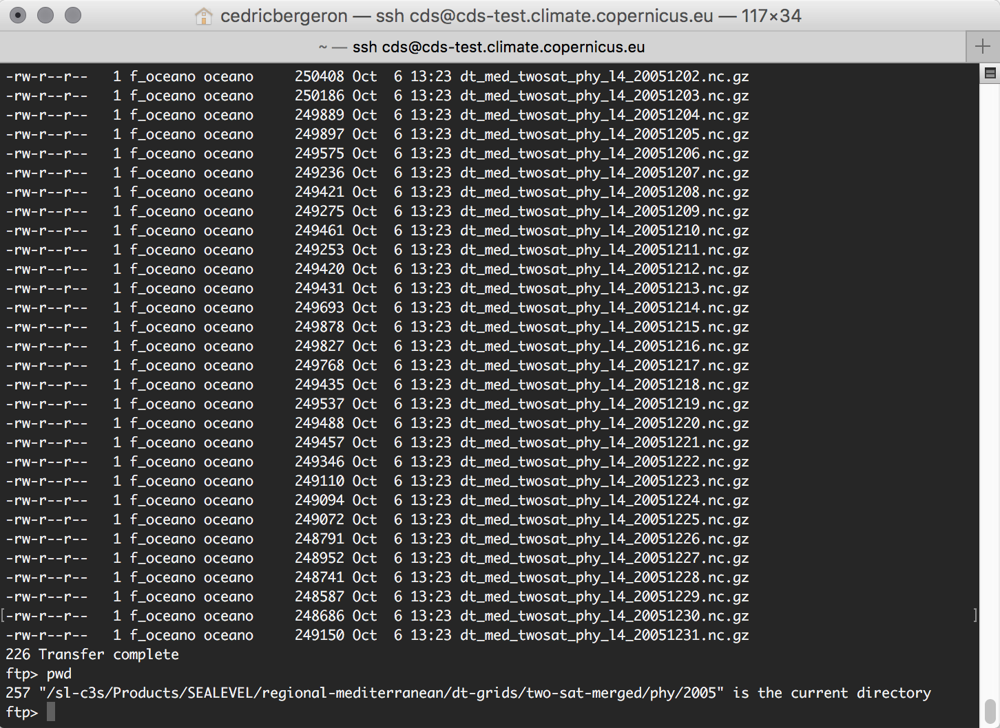 cedricbergeron — ssh cds@cds-test.climate.copernicus.eu — 117×34
~ — ssh cds@cds-test.climate.copernicus.eu
-rw-r--r--   1 f_oceano oceano     250408 Oct  6 13:23 dt_med_twosat_phy_l4_20051202.nc.gz
-rw-r--r--   1 f_oceano oceano     250186 Oct  6 13:23 dt_med_twosat_phy_l4_20051203.nc.gz
-rw-r--r--   1 f_oceano oceano     249889 Oct  6 13:23 dt_med_twosat_phy_l4_20051204.nc.gz
-rw-r--r--   1 f_oceano oceano     249897 Oct  6 13:23 dt_med_twosat_phy_l4_20051205.nc.gz
-rw-r--r--   1 f_oceano oceano     249575 Oct  6 13:23 dt_med_twosat_phy_l4_20051206.nc.gz
-rw-r--r--   1 f_oceano oceano     249236 Oct  6 13:23 dt_med_twosat_phy_l4_20051207.nc.gz
-rw-r--r--   1 f_oceano oceano     249421 Oct  6 13:23 dt_med_twosat_phy_l4_20051208.nc.gz
-rw-r--r--   1 f_oceano oceano     249275 Oct  6 13:23 dt_med_twosat_phy_l4_20051209.nc.gz
-rw-r--r--   1 f_oceano oceano     249461 Oct  6 13:23 dt_med_twosat_phy_l4_20051210.nc.gz
-rw-r--r--   1 f_oceano oceano     249253 Oct  6 13:23 dt_med_twosat_phy_l4_20051211.nc.gz
-rw-r--r--   1 f_oceano oceano     249420 Oct  6 13:23 dt_med_twosat_phy_l4_20051212.nc.gz
-rw-r--r--   1 f_oceano oceano     249431 Oct  6 13:23 dt_med_twosat_phy_l4_20051213.nc.gz
-rw-r--r--   1 f_oceano oceano     249693 Oct  6 13:23 dt_med_twosat_phy_l4_20051214.nc.gz
-rw-r--r--   1 f_oceano oceano     249878 Oct  6 13:23 dt_med_twosat_phy_l4_20051215.nc.gz
-rw-r--r--   1 f_oceano oceano     249827 Oct  6 13:23 dt_med_twosat_phy_l4_20051216.nc.gz
-rw-r--r--   1 f_oceano oceano     249768 Oct  6 13:23 dt_med_twosat_phy_l4_20051217.nc.gz
-rw-r--r--   1 f_oceano oceano     249435 Oct  6 13:23 dt_med_twosat_phy_l4_20051218.nc.gz
-rw-r--r--   1 f_oceano oceano     249537 Oct  6 13:23 dt_med_twosat_phy_l4_20051219.nc.gz
-rw-r--r--   1 f_oceano oceano     249488 Oct  6 13:23 dt_med_twosat_phy_l4_20051220.nc.gz
-rw-r--r--   1 f_oceano oceano     249457 Oct  6 13:23 dt_med_twosat_phy_l4_20051221.nc.gz
-rw-r--r--   1 f_oceano oceano     249346 Oct  6 13:23 dt_med_twosat_phy_l4_20051222.nc.gz
-rw-r--r--   1 f_oceano oceano     249110 Oct  6 13:23 dt_med_twosat_phy_l4_20051223.nc.gz
-rw-r--r--   1 f_oceano oceano     249094 Oct  6 13:23 dt_med_twosat_phy_l4_20051224.nc.gz
-rw-r--r--   1 f_oceano oceano     249072 Oct  6 13:23 dt_med_twosat_phy_l4_20051225.nc.gz
-rw-r--r--   1 f_oceano oceano     248791 Oct  6 13:23 dt_med_twosat_phy_l4_20051226.nc.gz
-rw-r--r--   1 f_oceano oceano     248952 Oct  6 13:23 dt_med_twosat_phy_l4_20051227.nc.gz
-rw-r--r--   1 f_oceano oceano     248741 Oct  6 13:23 dt_med_twosat_phy_l4_20051228.nc.gz
-rw-r--r--   1 f_oceano oceano     248587 Oct  6 13:23 dt_med_twosat_phy_l4_20051229.nc.gz
-rw-r--r--   1 f_oceano oceano     248686 Oct  6 13:23 dt_med_twosat_phy_l4_20051230.nc.gz
-rw-r--r--   1 f_oceano oceano     249150 Oct  6 13:23 dt_med_twosat_phy_l4_20051231.nc.gz
226 Transfer complete
ftp> pwd
257 "/sl-c3s/Products/SEALEVEL/regional-mediterranean/dt-grids/two-sat-merged/phy/2005" is the current directory
ftp>